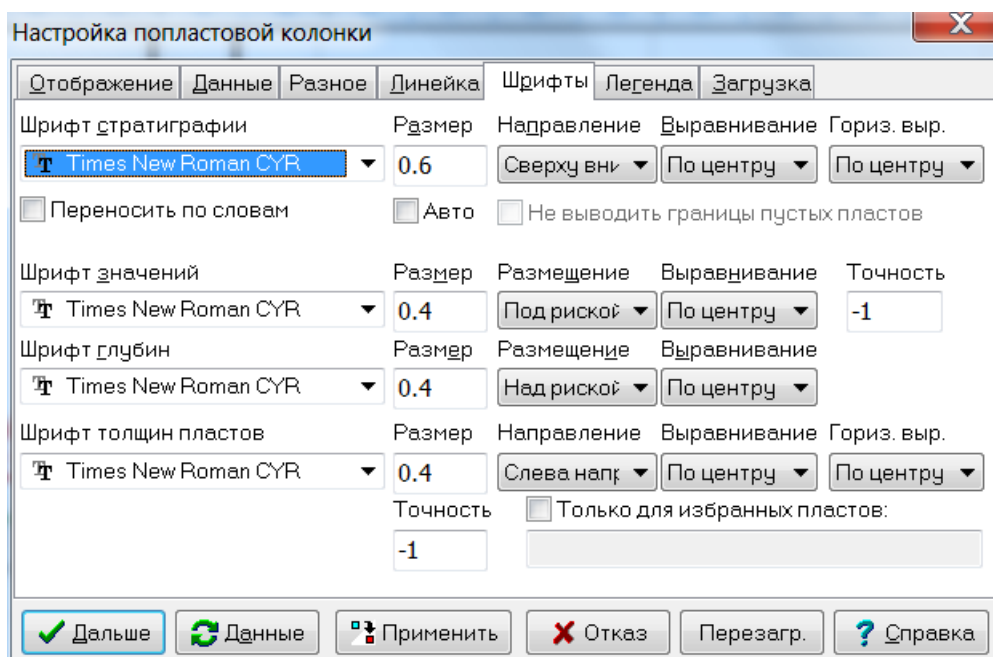 Настройка попластовой колонки
Отображение Данные Разное Линейка Шрифты Легенда Загрузка
Шрифт стратиграфии Размер Направление Выравнивание Гориз. выр.
Times New Roman CYR 0.6 Сверху вни По центру По центру
Переносить по словам Авто Не выводить границы пустых пластов
Шрифт значений Размер Размещение Выравнивание Точность
Times New Roman CYR 0.4 Под риской По центру -1
Шрифт глубин Размер Размещение Выравнивание
Times New Roman CYR 0.4 Над риской По центру
Шрифт толщин пластов Размер Направление Выравнивание Гориз. выр.
Times New Roman CYR 0.4 Слева напр По центру По центру
Точность Только для избранных пластов:
-1
Дальше Данные Применить Отказ Перезагр. Справка